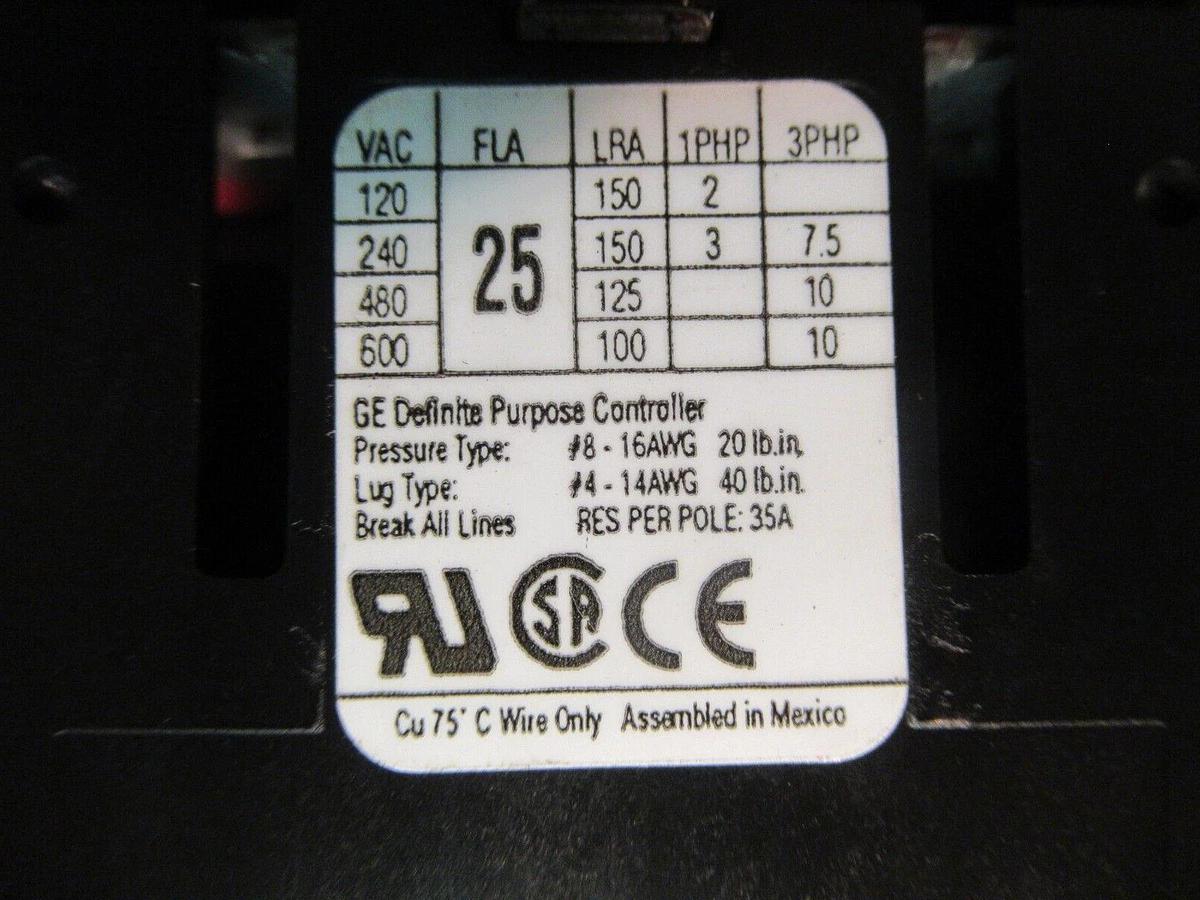 VAC FLA LRA 1PHP 3PHP
120 150 2
240 25 150 3 7.5
480 125 10
600 100 10
GE Definite Purpose Controller
Pressure Type: #8 - 16AWG 20 lb.in.
Lug Type: #4 - 14AWG 40 lb.in.
Break All Lines RES PER POLE: 35A
RU SA CE
Cu 75° C Wire Only Assembled in Mexico